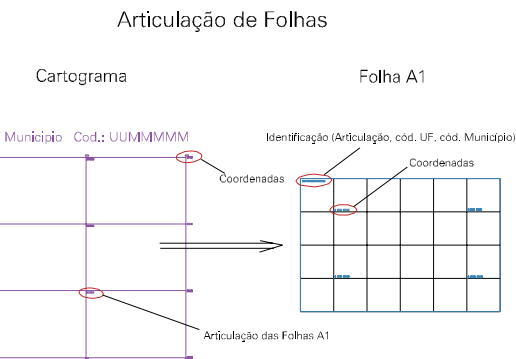 Articulação de Folhas
Cartograma
Folha A1
Municipio Cod.: UUMMMMM
Identificação (Articulação, cód. UF, cód. Município)
Coordenadas
Coordenadas
Articulação das Folhas A1